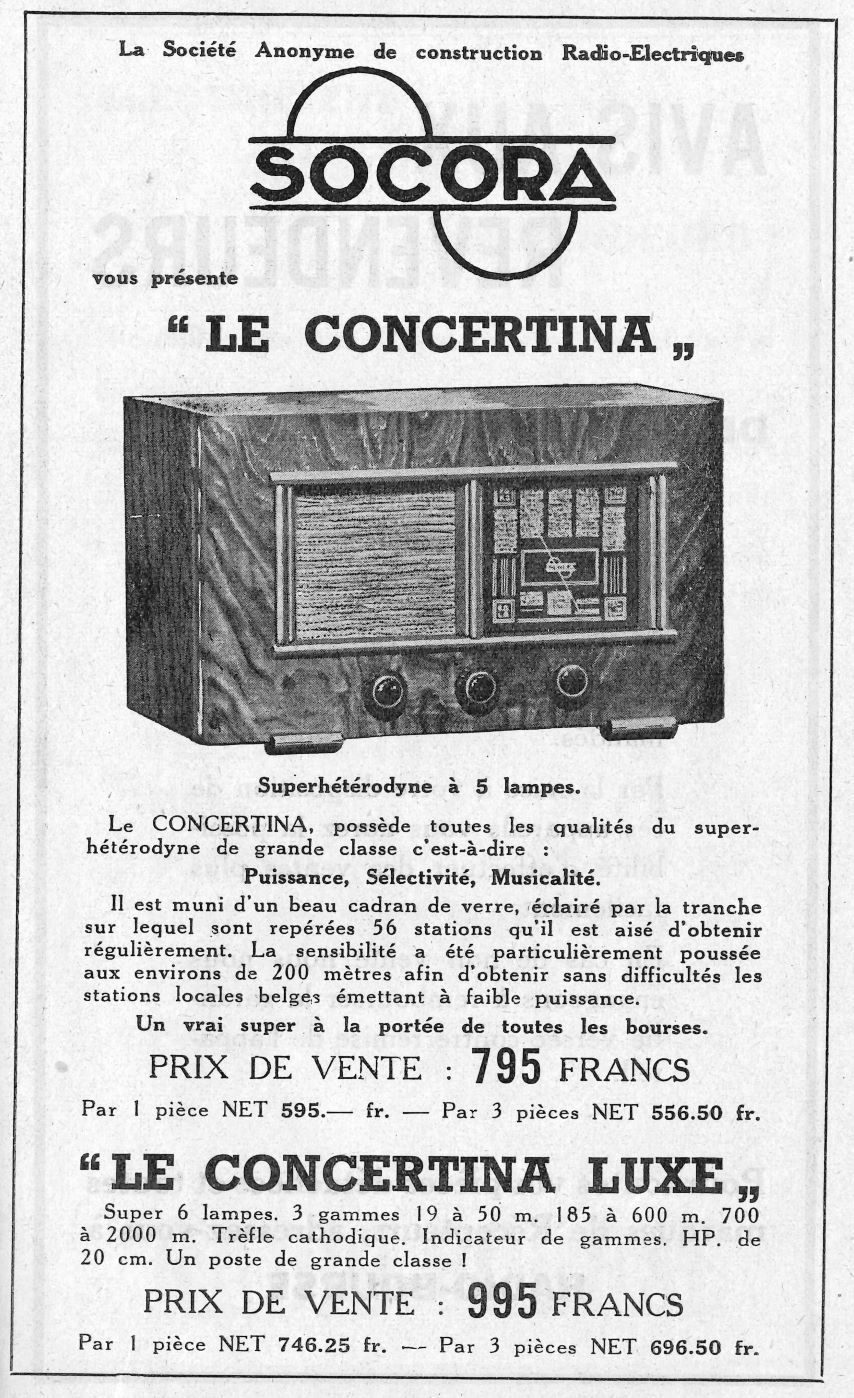 La Société Anonyme de construction Radio-Electriques
SOCORA
vous présente
“ LE CONCERTINA „
Superhétérodyne à 5 lampes.
Le CONCERTINA, possède toutes les qualités du super-
hétérodyne de grande classe c'est-à-dire :
Puissance, Sélectivité, Musicalité.
Il est muni d'un beau cadran de verre, éclairé par la tranche
sur lequel sont repérées 56 stations qu'il est aisé d'obtenir
régulièrement. La sensibilité a été particulièrement poussée
aux environs de 200 mètres afin d'obtenir sans difficultés les
stations locales belges émettant à faible puissance.
Un vrai super à la portée de toutes les bourses.
PRIX DE VENTE : 795 FRANCS
Par 1 pièce NET 595.— fr. — Par 3 pièces NET 556.50 fr.
“LE CONCERTINA LUXE„
Super 6 lampes. 3 gammes 19 à 50 m. 185 à 600 m. 700
à 2000 m. Trèfle cathodique. Indicateur de gammes. HP. de
20 cm. Un poste de grande classe !
PRIX DE VENTE : 995 FRANCS
Par 1 pièce NET 746.25 fr. — Par 3 pièces NET 696.50 fr.